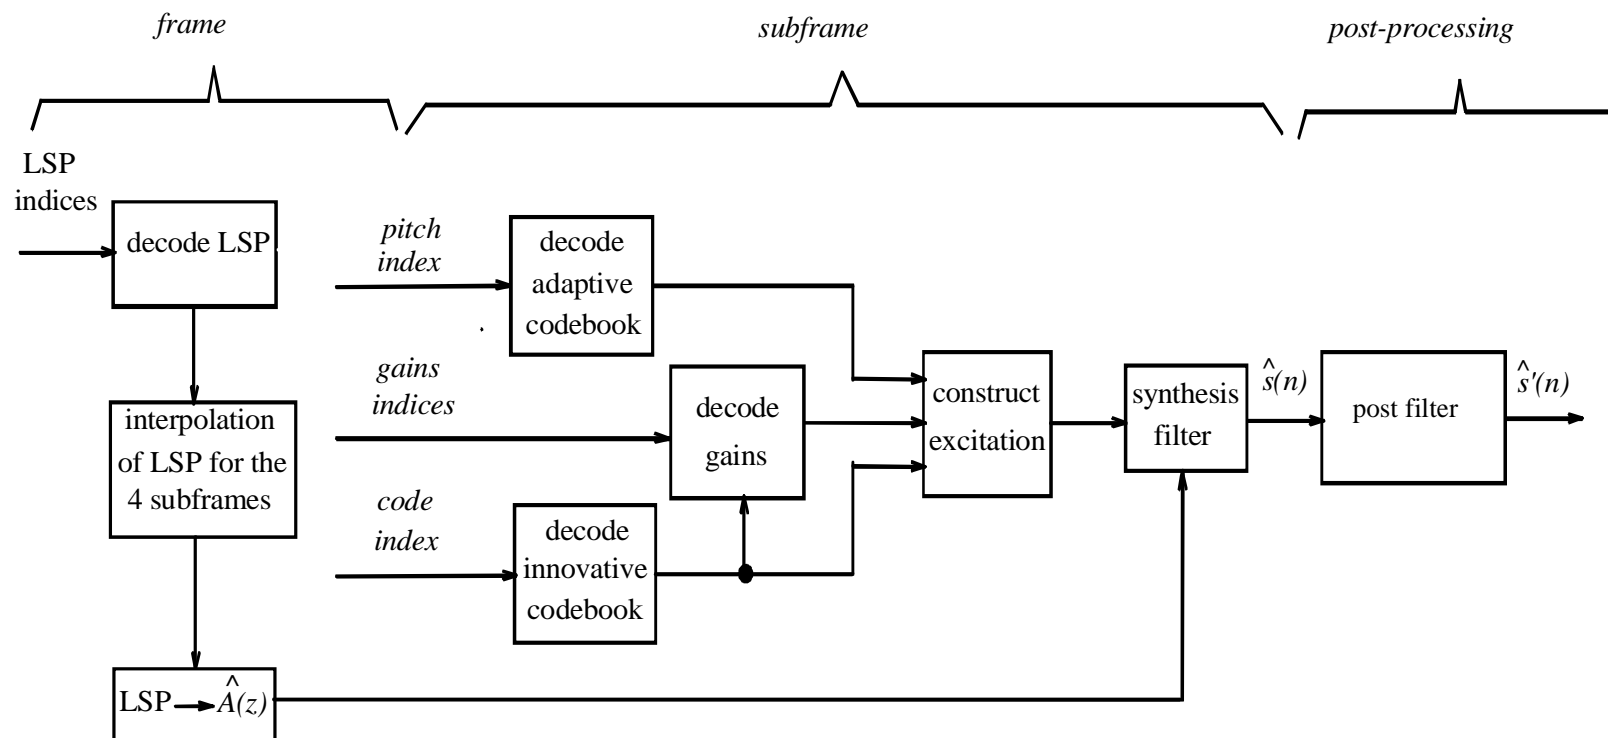 frame
subframe
post-processing
LSP
indices
decode LSP
interpolation
of LSP for the
4 subframes
LSP → Â(z)
pitch
index
decode
adaptive
codebook
gains
indices
decode
gains
code
index
decode
innovative
codebook
construct
excitation
synthesis
filter
ŝ(n)
post filter
ŝ'(n)